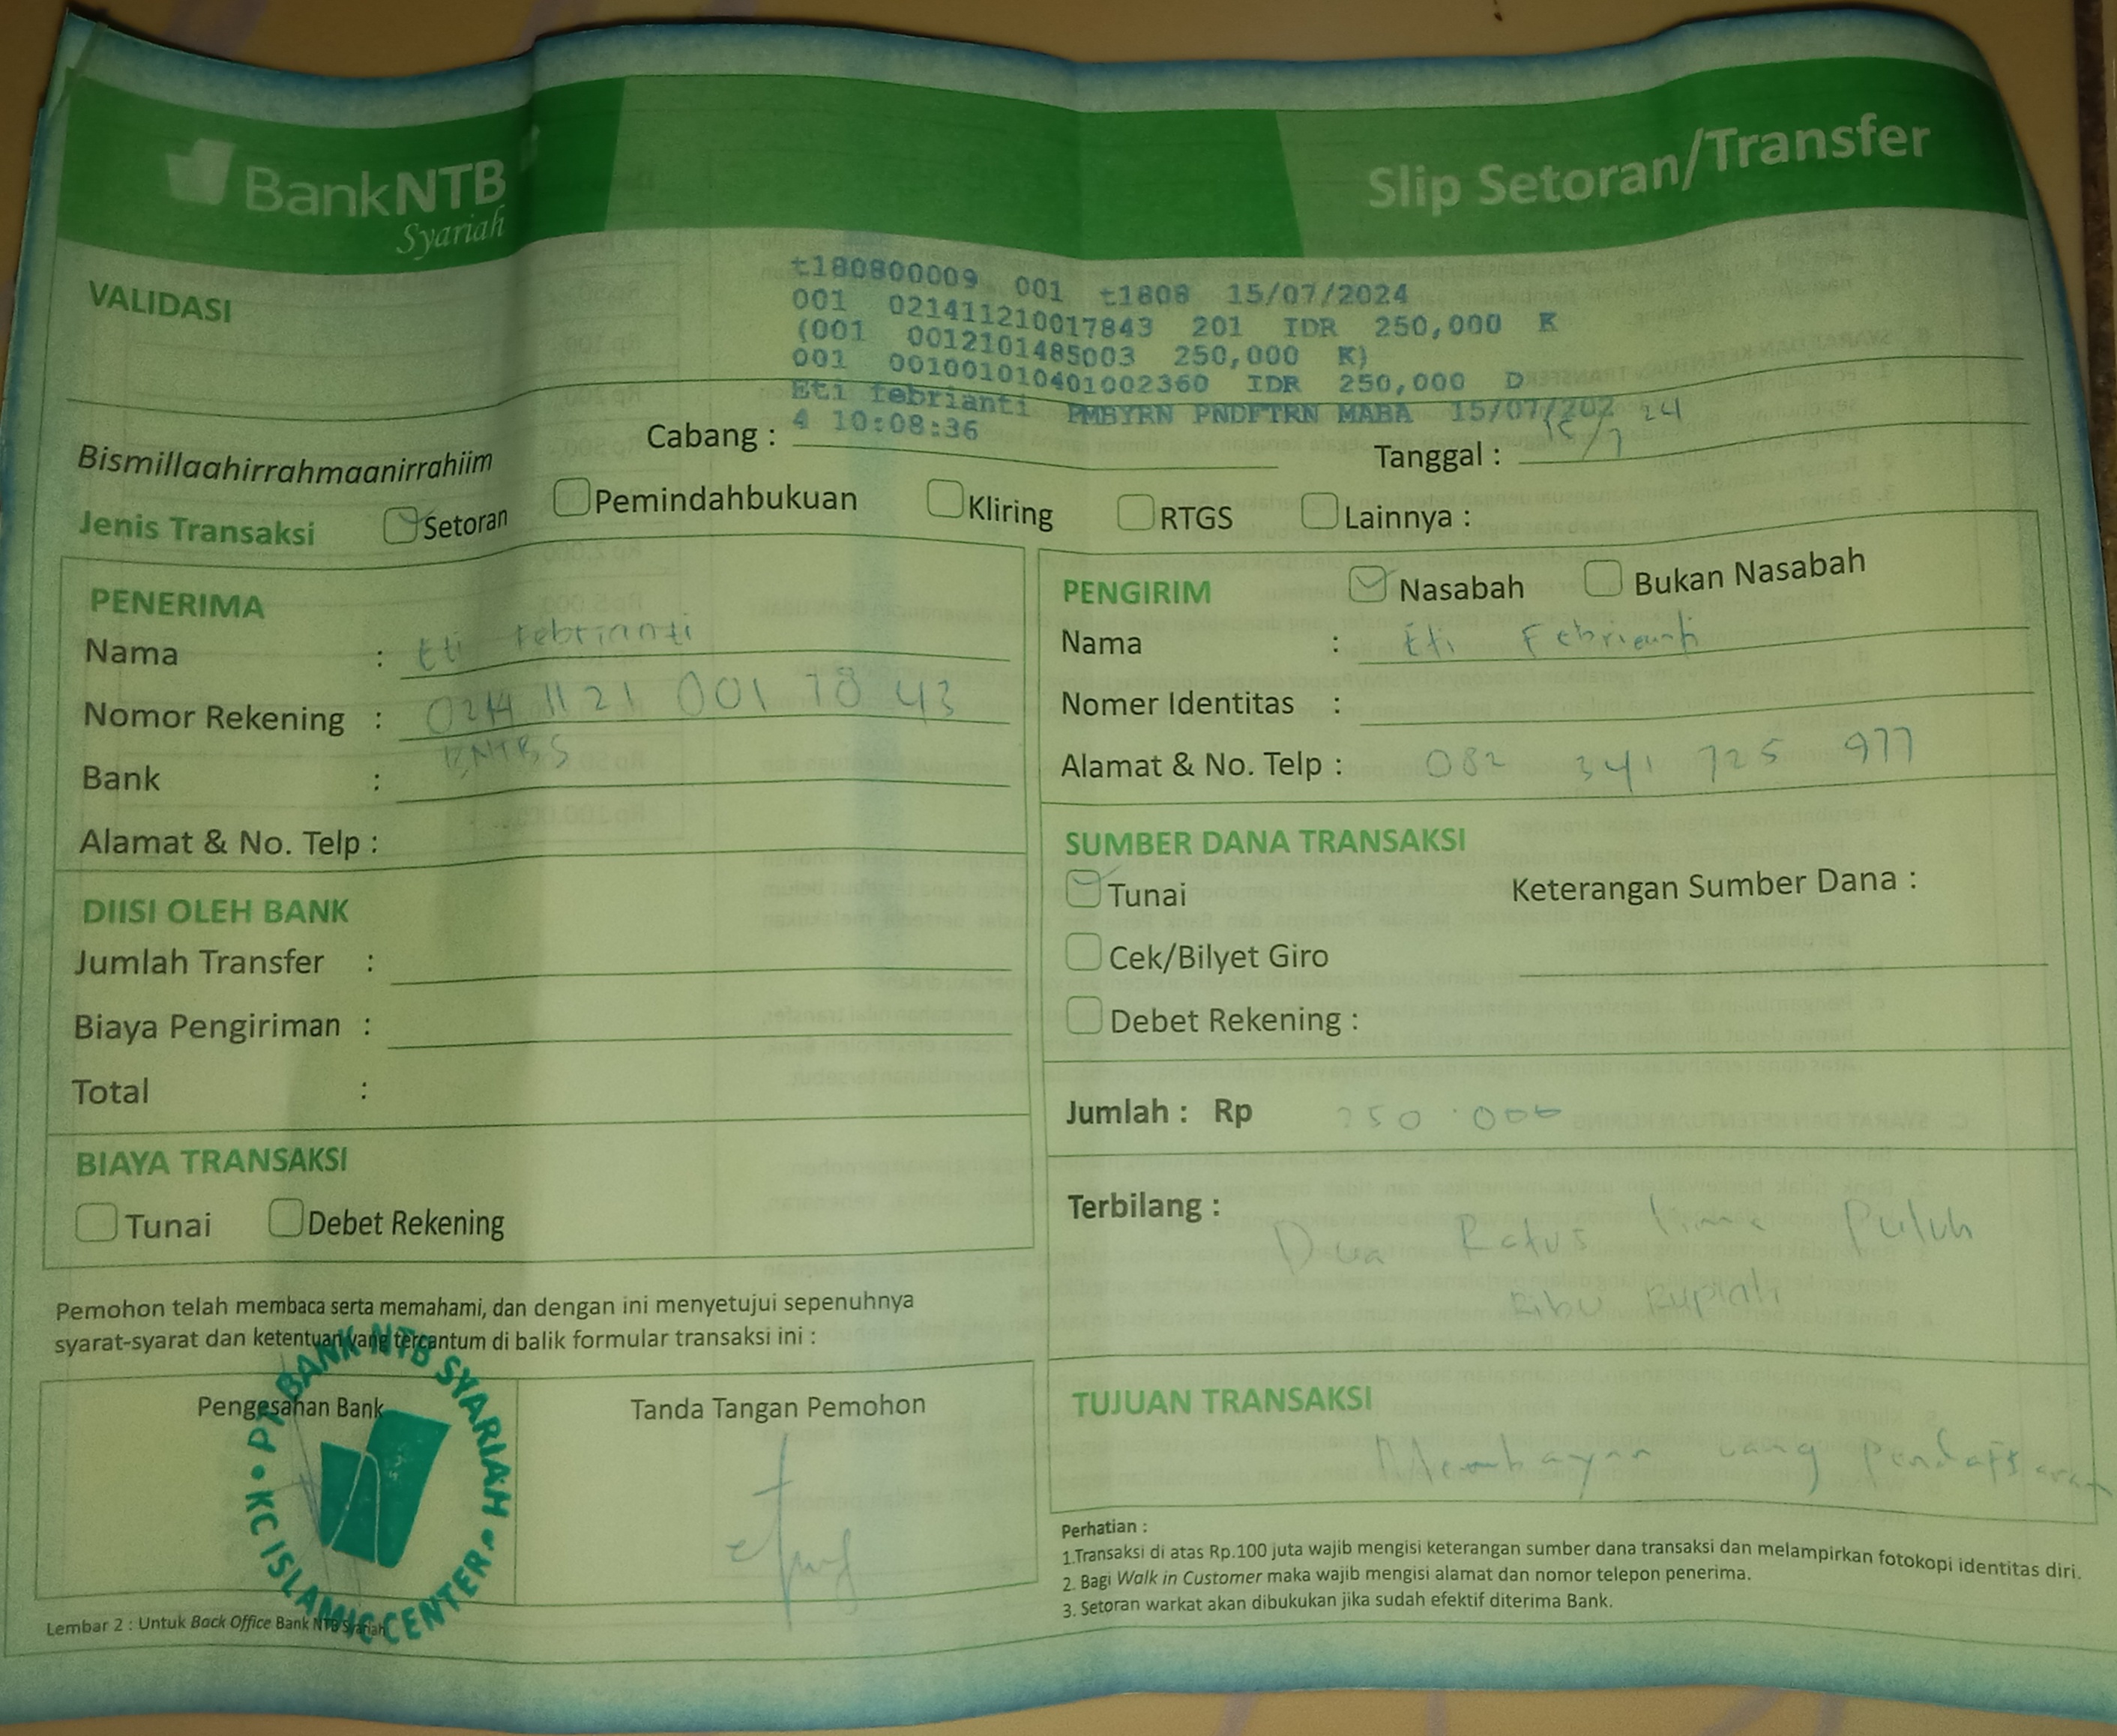 BankNTB
Syariah
Slip Setoran/Transfer
VALIDASI
t180800009 001 t1808 15/07/2024
001 021411210017843 201 IDR 250,000 K
(001 0012101485003 250,000 K)
001 001001010401002360 IDR 250,000 D
Eti febrianti PMBYRN PNDFTRN MABA 15/07/202
4 10:08:36
Bismillaahirrahmaanirrahiim
Cabang :
Tanggal : 15/7 24
Jenis Transaksi Setoran Pemindahbukuan Kliring RTGS Lainnya :
PENERIMA
Nama : Eti Febrianti
Nomor Rekening : 0214 11 21 001 78 43
Bank : BNTBS
Alamat & No. Telp :
DIISI OLEH BANK
Jumlah Transfer :
Biaya Pengiriman :
Total :
BIAYA TRANSAKSI
Tunai Debet Rekening
Pemohon telah membaca serta memahami, dan dengan ini menyetujui sepenuhnya
syarat-syarat dan ketentuan yang tercantum di balik formular transaksi ini :
Pengesahan Bank
PT BANK NTB SYARIAH • KC ISLAMIC CENTER •
Tanda Tangan Pemohon
Lembar 2 : Untuk Back Office Bank NTB Syariah
PENGIRIM Nasabah Bukan Nasabah
Nama : Eti Febrianti
Nomer Identitas :
Alamat & No. Telp : 082 341 725 977
SUMBER DANA TRANSAKSI
Tunai Keterangan Sumber Dana :
Cek/Bilyet Giro
Debet Rekening :
Jumlah : Rp 250.000
Terbilang : Dua Ratus lima Puluh
Ribu Rupiah
TUJUAN TRANSAKSI
Membayar uang Pendaftaran
Perhatian :
1.Transaksi di atas Rp.100 juta wajib mengisi keterangan sumber dana transaksi dan melampirkan fotokopi identitas diri.
2. Bagi Walk in Customer maka wajib mengisi alamat dan nomor telepon penerima.
3. Setoran warkat akan dibukukan jika sudah efektif diterima Bank.